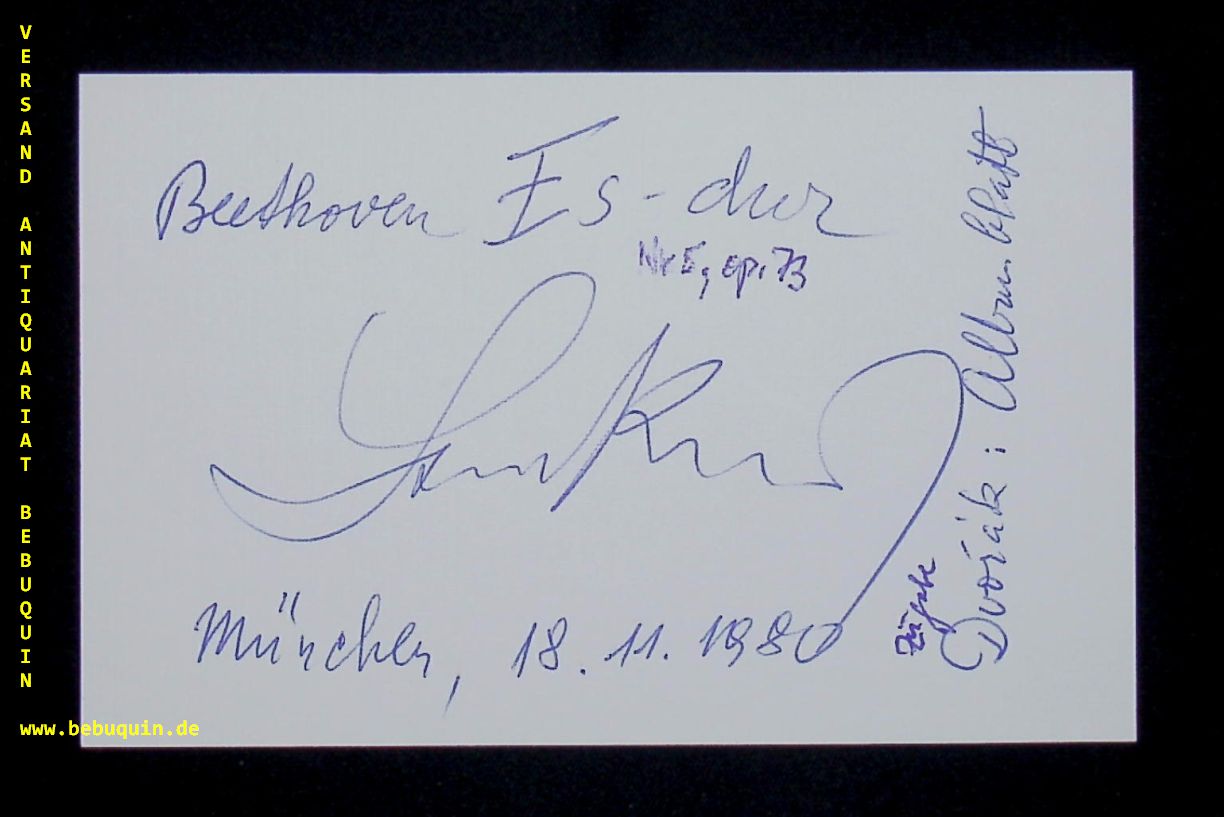 VERSAND ANTIQUARIAT BEBUQUIN
Beethoven Es-dur
Nr 5, op. 73
München, 18. 11. 1980
Zugabe
Dvořák: Albumblatt
www.bebuquin.de